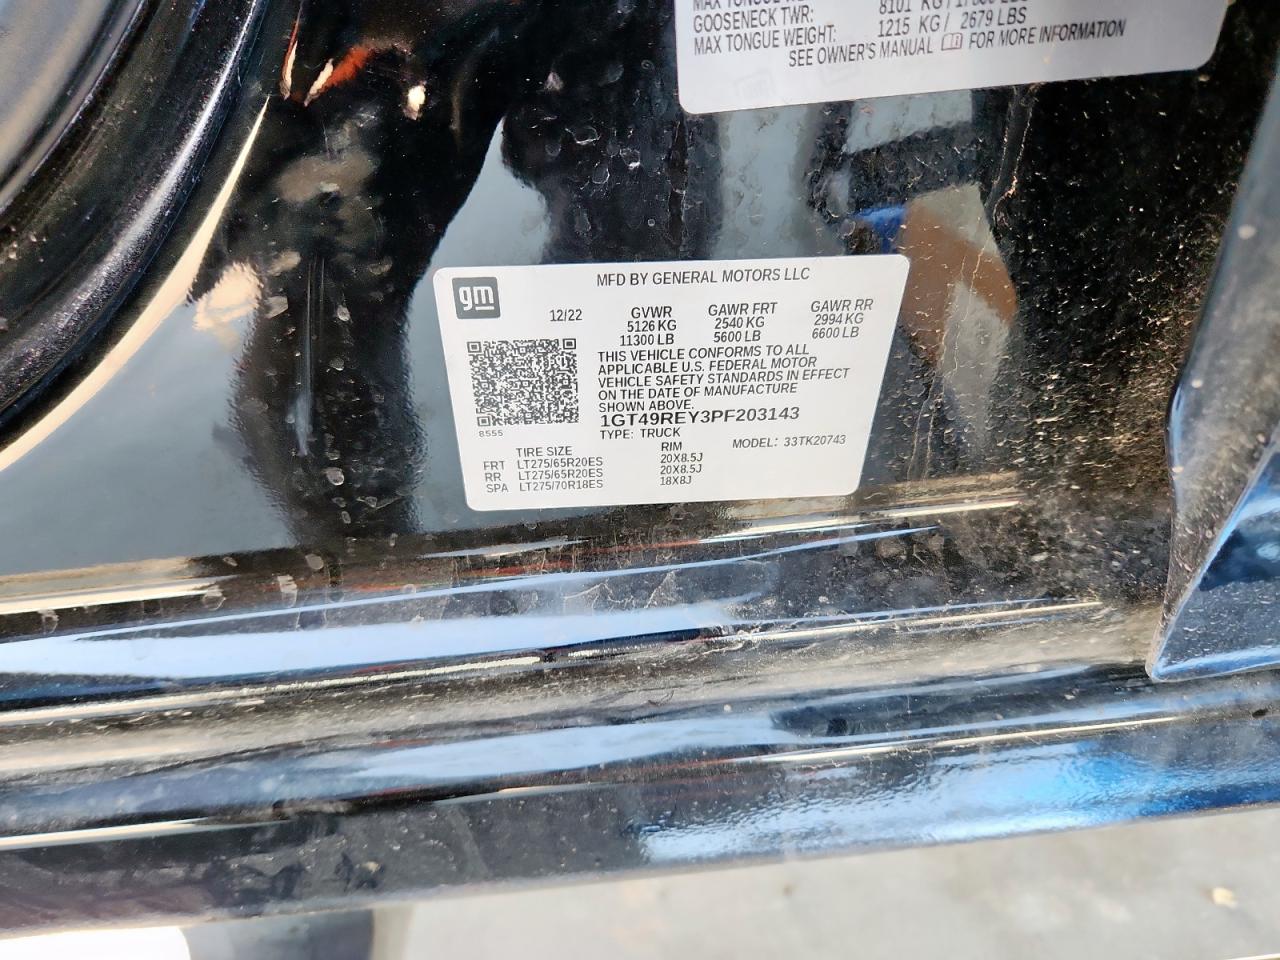 MAX TONGUE
GOOSENECK TWR: 8101 KG /
MAX TONGUE WEIGHT: 1215 KG / 2679 LBS
SEE OWNER'S MANUAL FOR MORE INFORMATION
gm
MFD BY GENERAL MOTORS LLC
12/22 GVWR GAWR FRT GAWR RR
5126 KG 2540 KG 2994 KG
11300 LB 5600 LB 6600 LB
THIS VEHICLE CONFORMS TO ALL
APPLICABLE U.S. FEDERAL MOTOR
VEHICLE SAFETY STANDARDS IN EFFECT
ON THE DATE OF MANUFACTURE
SHOWN ABOVE.
1GT49REY3PF203143
8555
TYPE: TRUCK MODEL: 33TK20743
TIRE SIZE RIM
FRT LT275/65R20ES 20X8.5J
RR LT275/65R20ES 20X8.5J
SPA LT275/70R18ES 18X8J